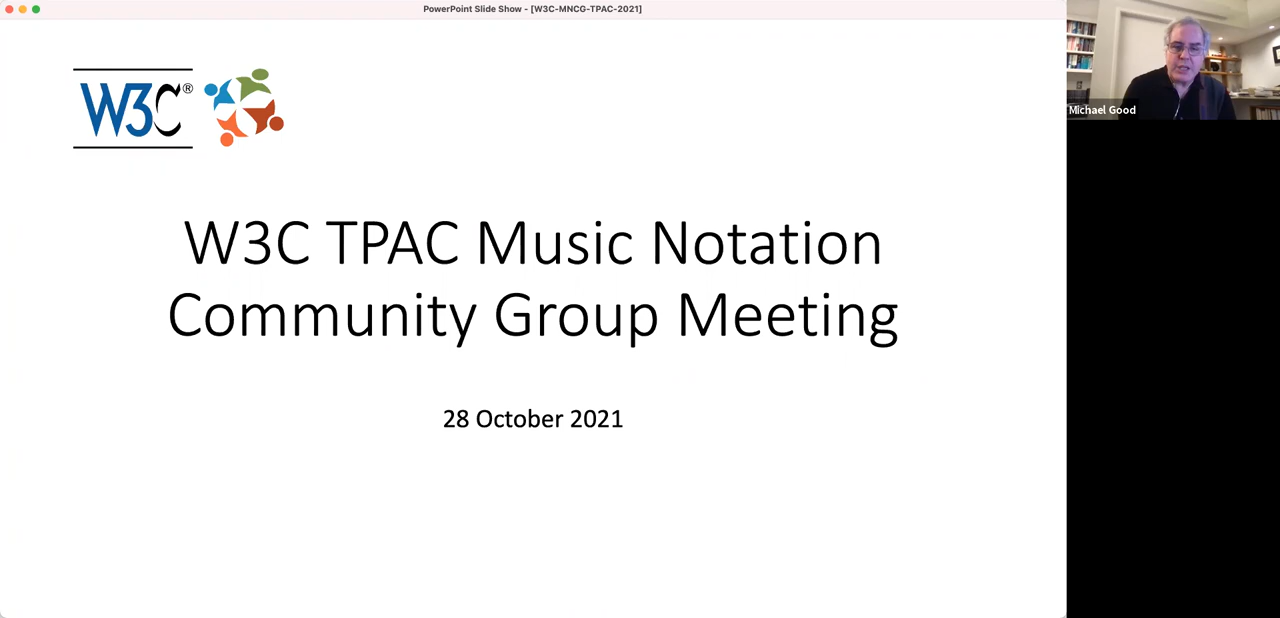 PowerPoint Slide Show - [W3C-MNCG-TPAC-2021]
W3C®
W3C TPAC Music Notation
Community Group Meeting
28 October 2021
Michael Good